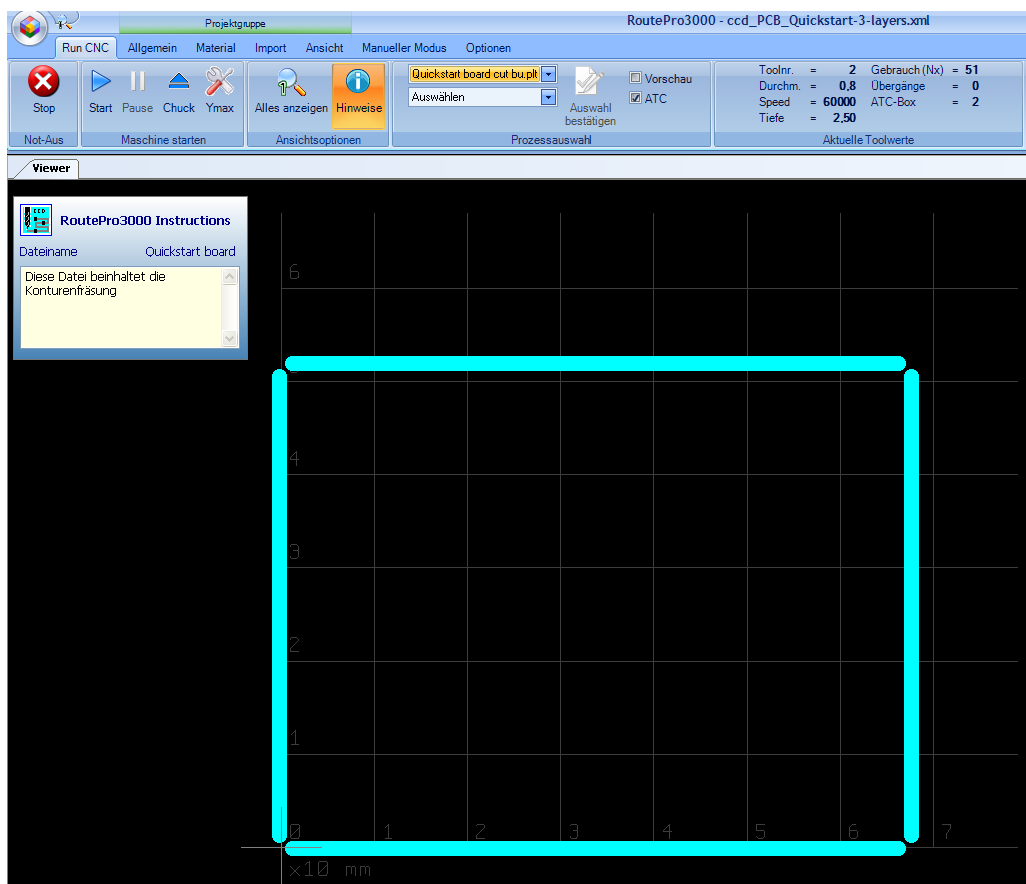 Projektgruppe
RoutePro3000 - ccd_PCB_Quickstart-3-layers.xml
Run CNC Allgemein Material Import Ansicht Manueller Modus Optionen
Stop
Start Pause Chuck Ymax
Alles anzeigen Hinweise
Quickstart board cut bu.plt
Auswählen
Auswahl bestätigen
Vorschau
ATC
Toolnr. = 2 Gebrauch (Nx) = 51
Durchm. = 0,8 Übergänge = 0
Speed = 60000 ATC-Box = 2
Tiefe = 2,50
Not-Aus Maschine starten Ansichtsoptionen Prozessauswahl Aktuelle Toolwerte
Viewer
RoutePro3000 Instructions
Dateiname Quickstart board
Diese Datei beinhaltet die
Konturenfräsung
6
4
3
2
1
0 1 2 3 4 5 6 7
x10 mm